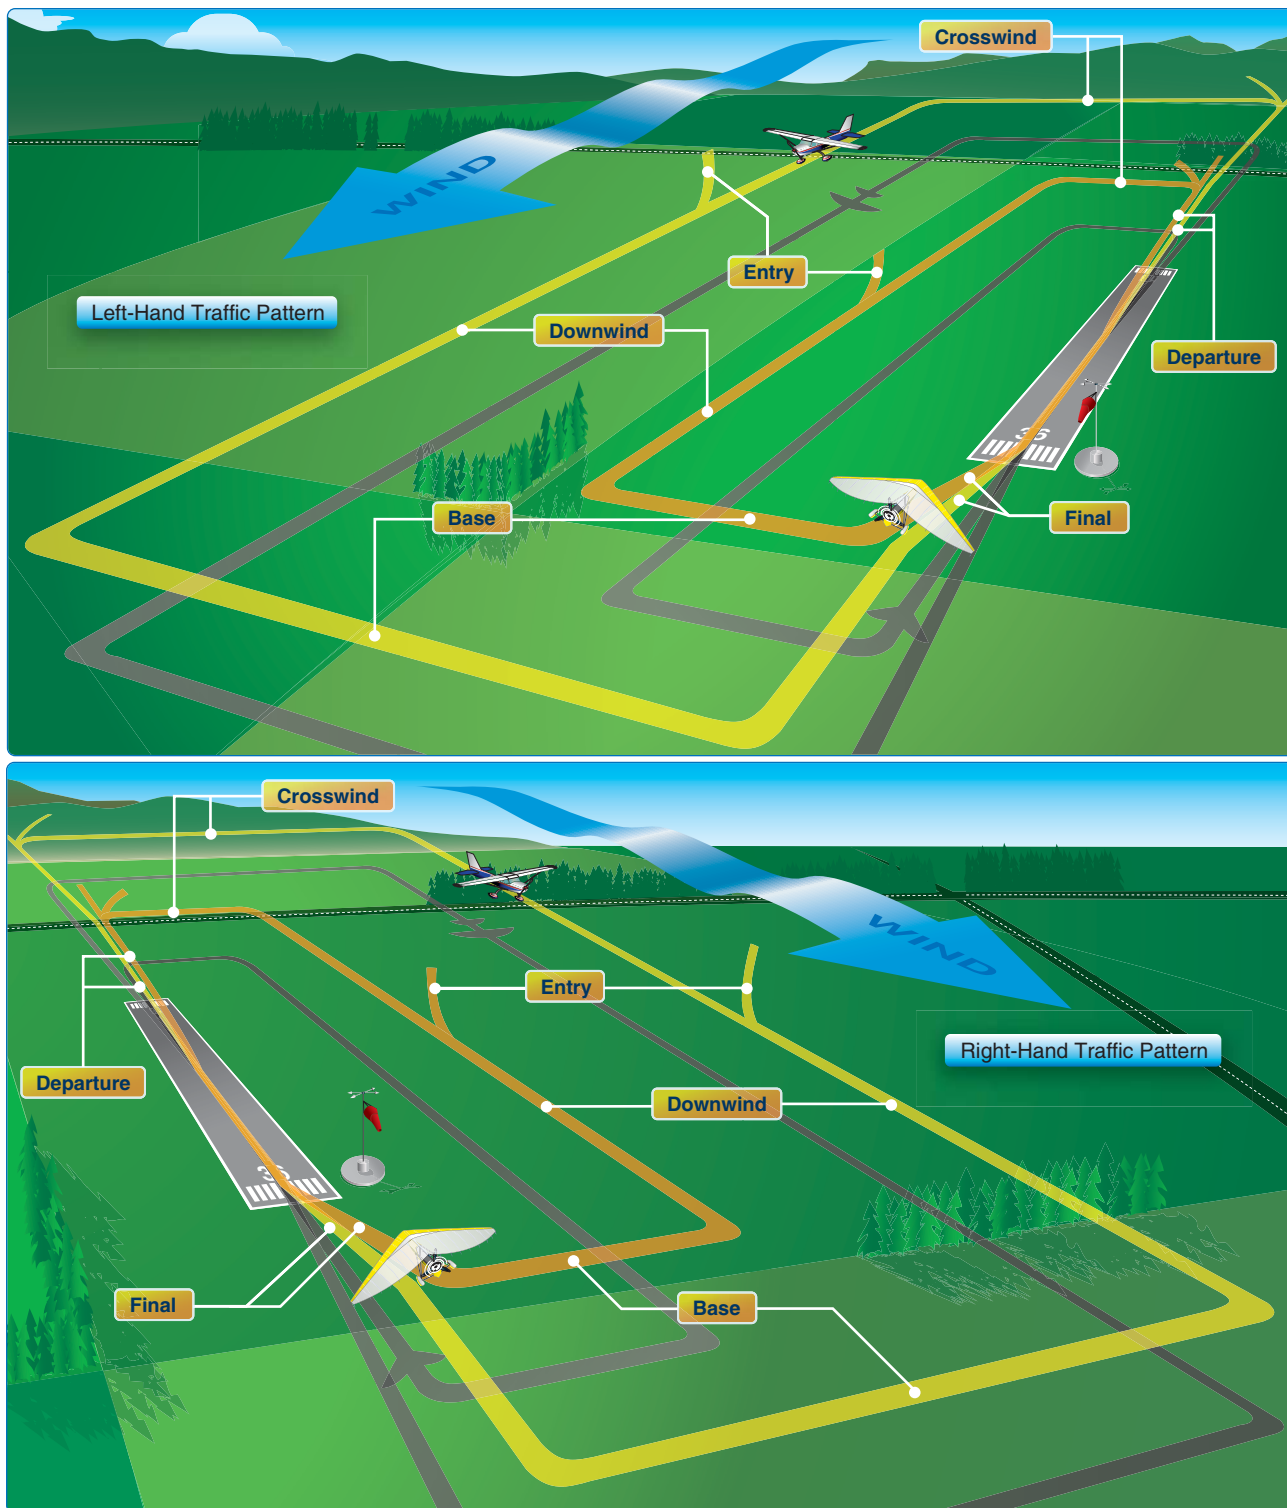 Crosswind
WIND
Entry
Left-Hand Traffic Pattern
Downwind
Departure
36
Base
Final
Crosswind
WIND
Entry
Right-Hand Traffic Pattern
Departure
Downwind
36
Final
Base